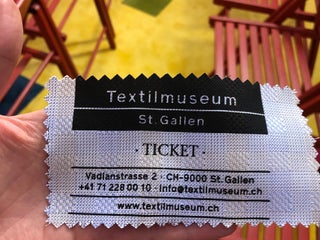 Textilmuseum
St. Gallen
· TICKET ·
Vadianstrasse 2 · CH-9000 St. Gallen
+41 71 228 00 10 · info@textilmuseum.ch
www.textilmuseum.ch